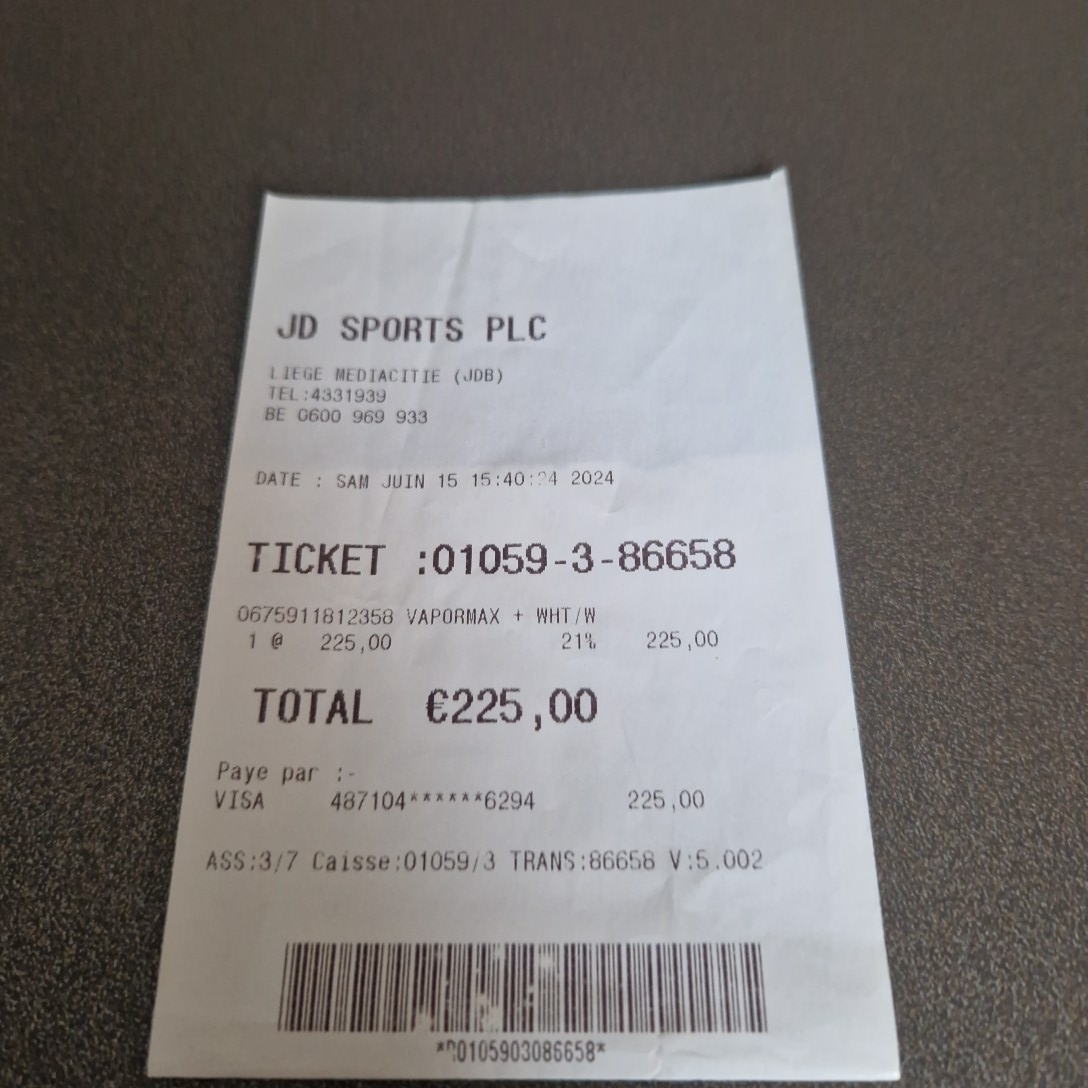 JD SPORTS PLC
LIEGE MEDIACITIE (JDB)
TEL:4331939
BE 0600 969 933
DATE : SAM JUIN 15 2024
TICKET :01059-3-86658
0675911812358 VAPORMAX + WHT/W
1 @ 225,00 21% 225,00
TOTAL €225,00
Paye par :-
VISA 487104******6294 225,00
ASS:3/7 Caisse:01059/3 TRANS:86658 V:5.002